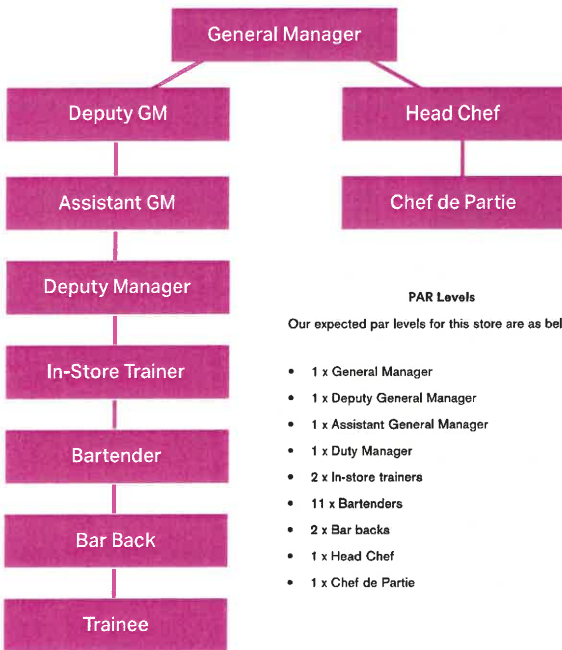 General Manager
Deputy GM
Head Chef
Assistant GM
Chef de Partie
Deputy Manager
In-Store Trainer
Bartender
Bar Back
Trainee
PAR Levels
Our expected par levels for this store are as bel
• 1 x General Manager
• 1 x Deputy General Manager
• 1 x Assistant General Manager
• 1 x Duty Manager
• 2 x In-store trainers
• 11 x Bartenders
• 2 x Bar backs
• 1 x Head Chef
• 1 x Chef de Partie